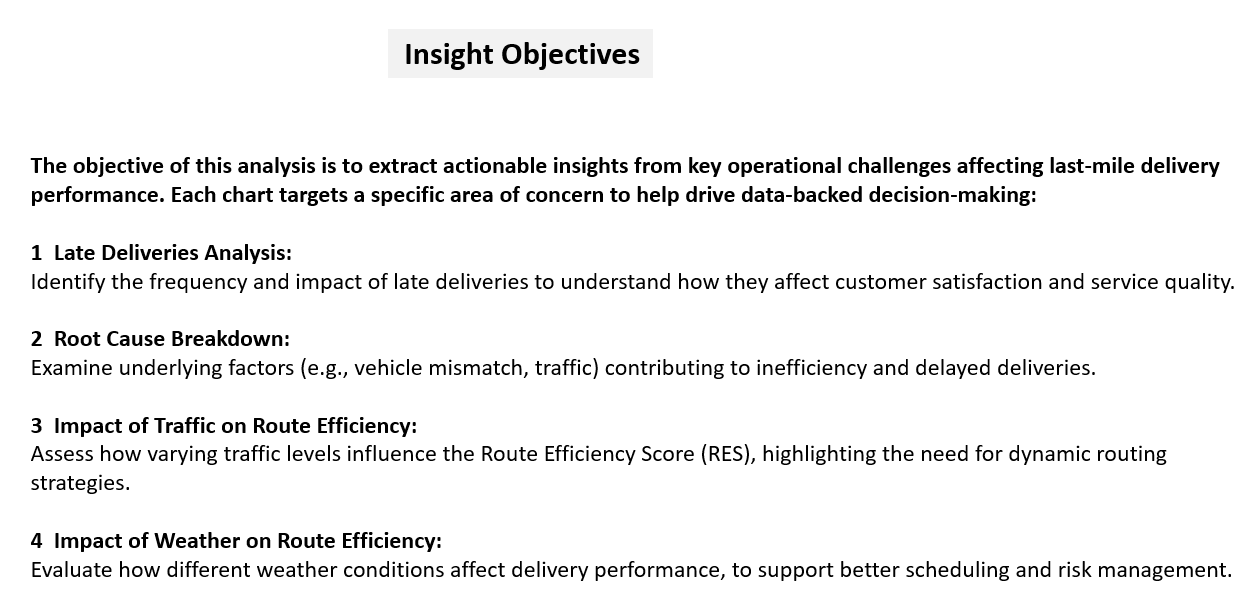 Insight Objectives
The objective of this analysis is to extract actionable insights from key operational challenges affecting last-mile delivery
performance. Each chart targets a specific area of concern to help drive data-backed decision-making:
1 Late Deliveries Analysis:
Identify the frequency and impact of late deliveries to understand how they affect customer satisfaction and service quality.
2 Root Cause Breakdown:
Examine underlying factors (e.g., vehicle mismatch, traffic) contributing to inefficiency and delayed deliveries.
3 Impact of Traffic on Route Efficiency:
Assess how varying traffic levels influence the Route Efficiency Score (RES), highlighting the need for dynamic routing
strategies.
4 Impact of Weather on Route Efficiency:
Evaluate how different weather conditions affect delivery performance, to support better scheduling and risk management.